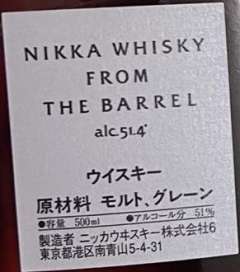 NIKKA WHISKY
FROM
THE BARREL
alc.51.4°
ウイスキー
原材料 モルト、グレーン
●容量 500ml ●アルコール分 51%
製造者 ニッカウヰスキー株式会社6
東京都港区南青山5-4-31